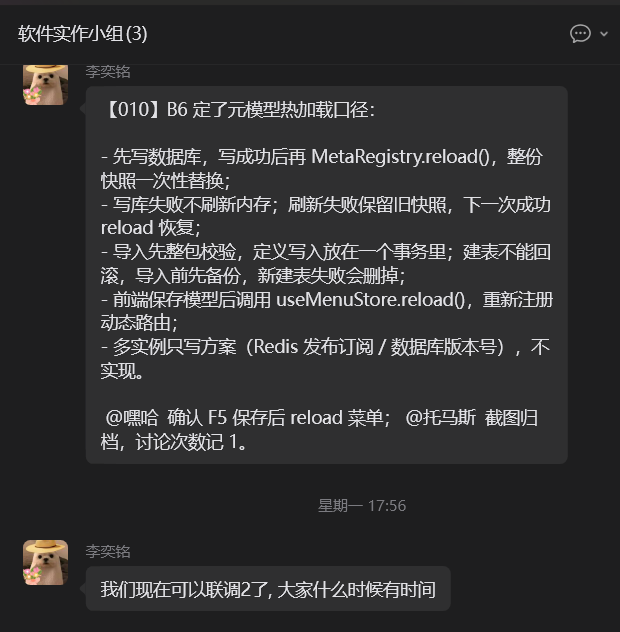 软件实作小组(3)
李奕铭
【010】B6 定了元模型热加载口径：
- 先写数据库，写成功后再 MetaRegistry.reload()，整份
快照一次性替换；
- 写库失败不刷新内存；刷新失败保留旧快照，下一次成功
reload 恢复；
- 导入先整包校验，定义写入放在一个事务里；建表不能回
滚，导入前先备份，新建表失败会删掉；
- 前端保存模型后调用 useMenuStore.reload()，重新注册
动态路由；
- 多实例只写方案（Redis 发布订阅 / 数据库版本号），不
实现。
@嘿哈 确认 F5 保存后 reload 菜单； @托马斯 截图归
档，讨论次数记 1。
星期一 17:56
李奕铭
我们现在可以联调2了, 大家什么时候有时间